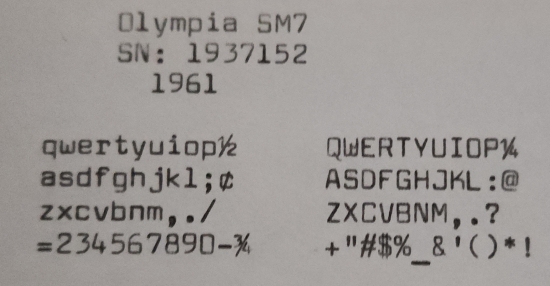 Olympia SM7
SN: 1937152
1961
qwertyuiop½ QWERTYUIOP¼
asdfghjkl;¢ ASDFGHJKL:@
zxcvbnm,./ ZXCVBNM,.?
=234567890-¾ +"#$%_&'()*!